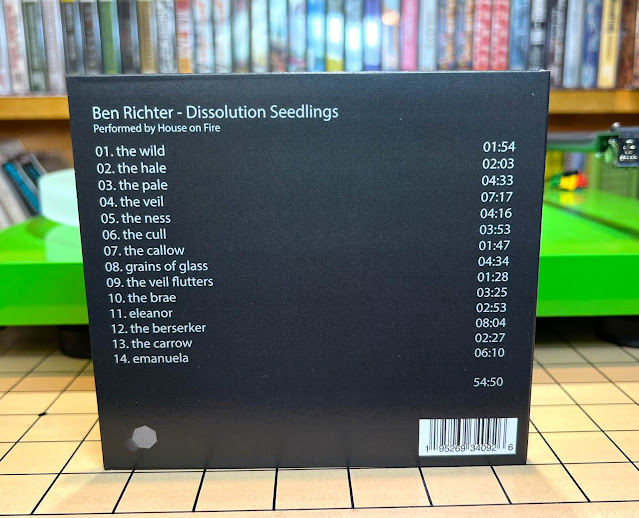 Ben Richter - Dissolution Seedlings
Performed by House on Fire
01. the wild 01:54
02. the hale 02:03
03. the pale 04:33
04. the veil 07:17
05. the ness 04:16
06. the cull 03:53
07. the callow 01:47
08. grains of glass 04:34
09. the veil flutters 01:28
10. the brae 03:25
11. eleanor 02:53
12. the berserker 08:04
13. the carrow 02:27
14. emanuela 06:10
54:50
1 95269 34092 6